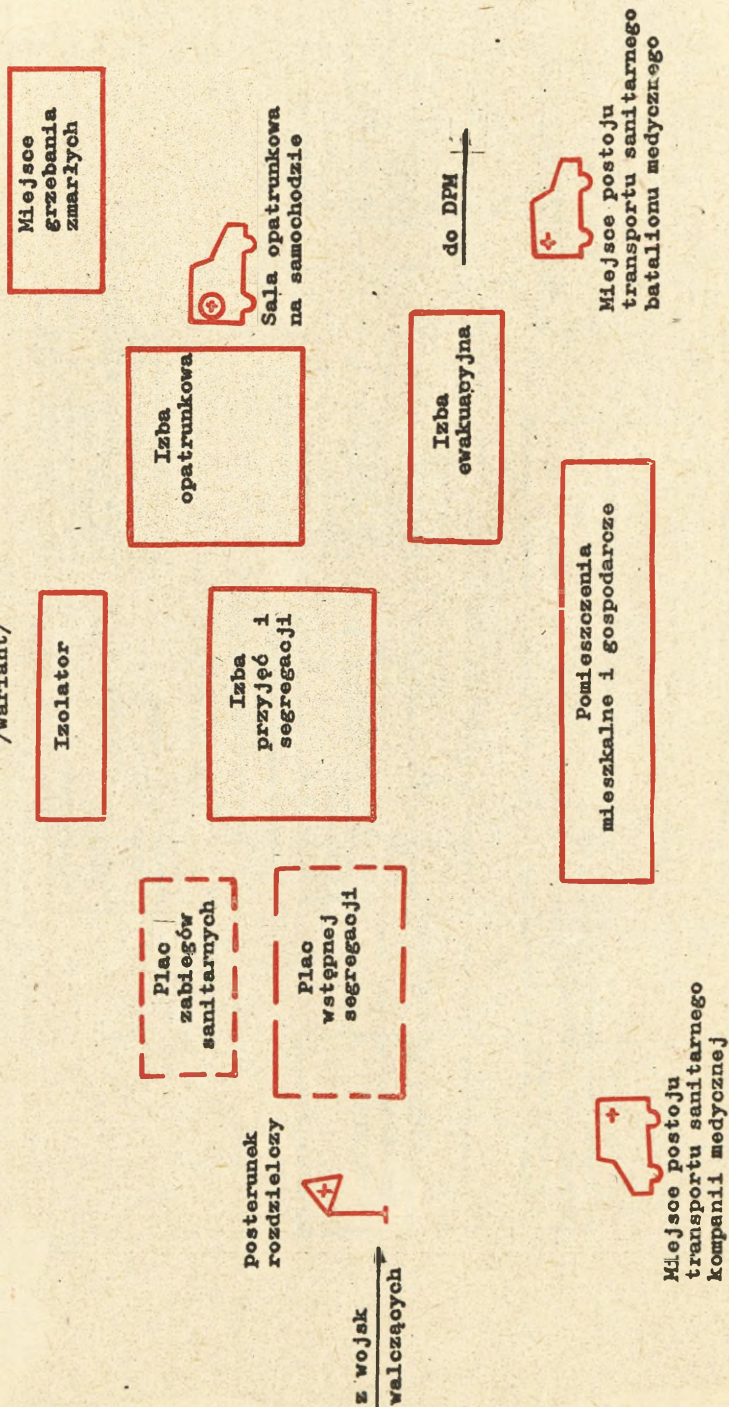 /wariant/
Miejsce
grzebania
zmarłych
Izolator
Plac
zabiegów
sanitarnych
Izba
opatrunkowa
Sala opatrunkowa
na samochodzie
Izba
przyjęć i
segregacji
posterunek
rozdzielczy
Plac
wstępnej
segregacji
z wojsk
walczących
Izba
ewakuacyjna
do DPM
Pomieszczenia
mieszkalne i gospodarcze
Miejsce postoju
transportu sanitarnego
batalionu medycznego
Miejsce postoju
transportu sanitarnego
kompanii medycznej